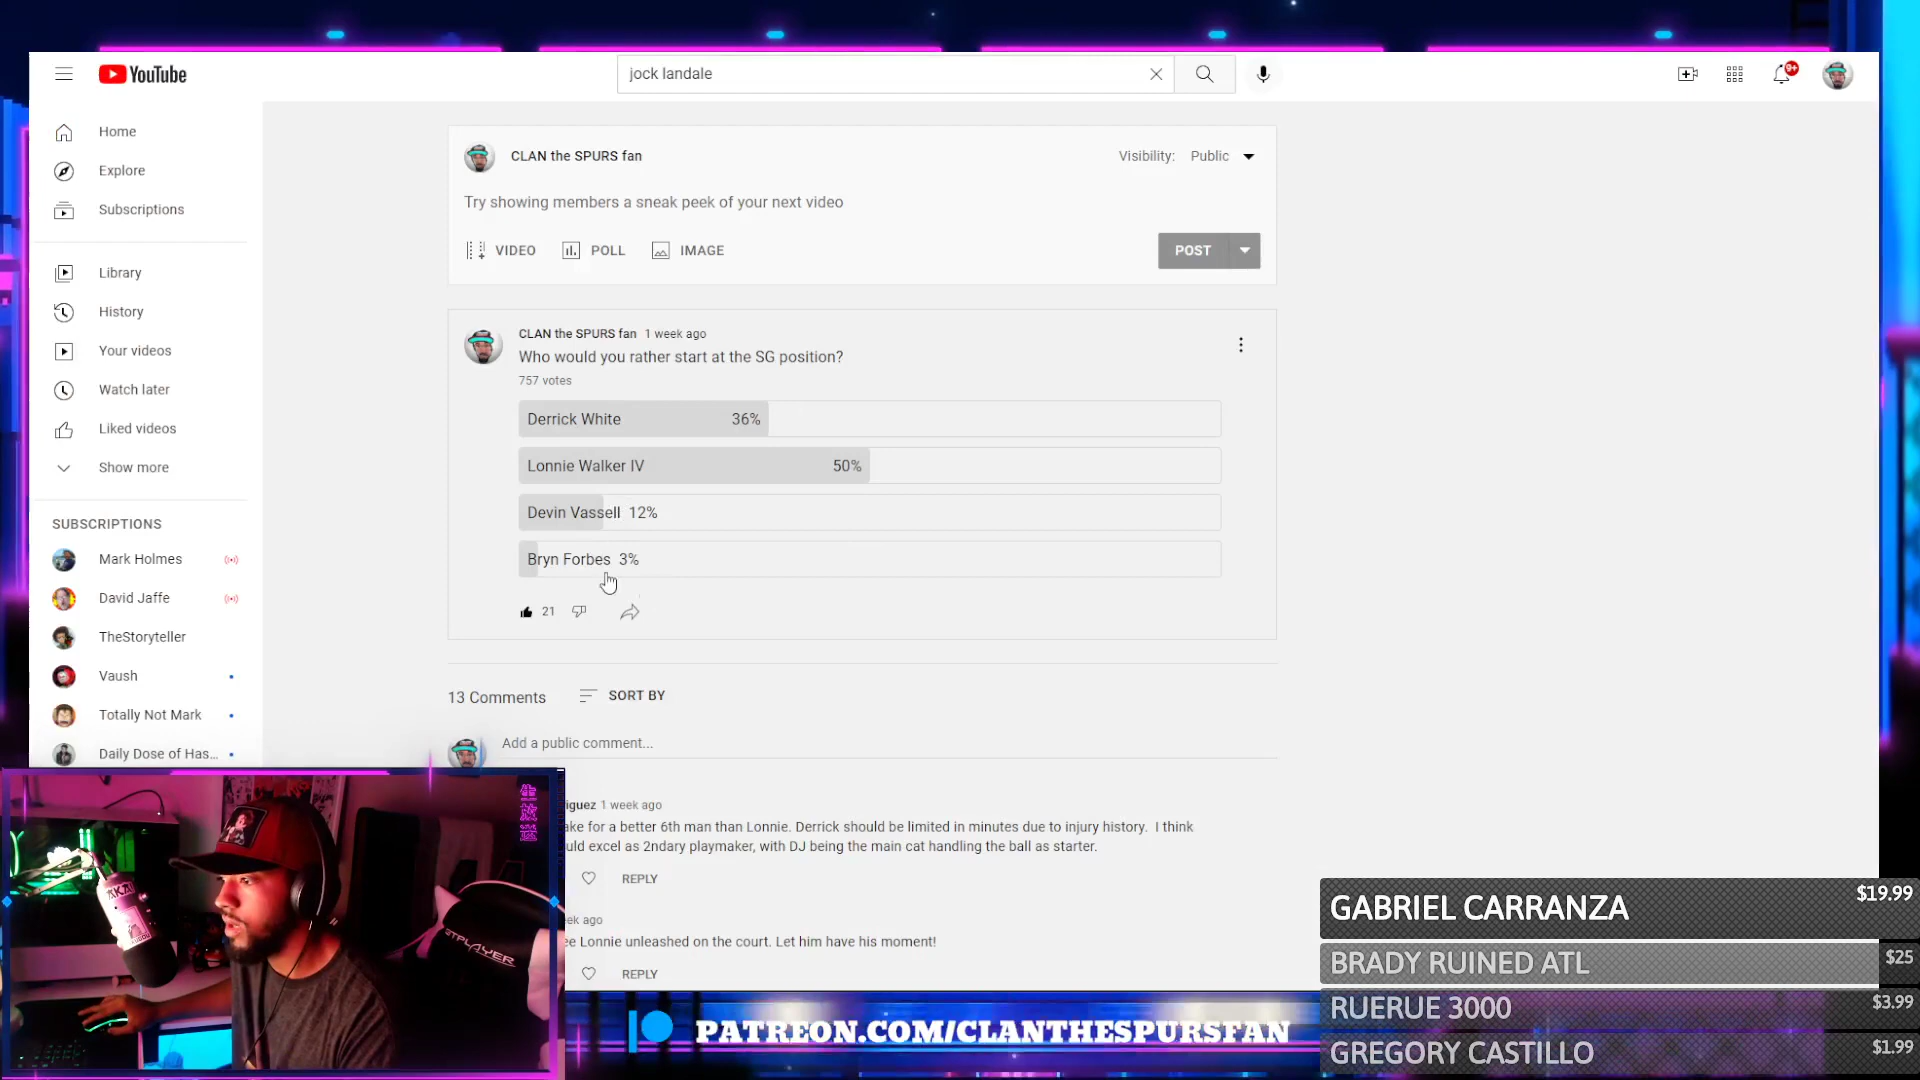 YouTube
jock landale
9+
Home
Explore
Subscriptions
Library
History
Your videos
Watch later
Liked videos
Show more
SUBSCRIPTIONS
Mark Holmes
David Jaffe
TheStoryteller
Vaush
Totally Not Mark
Daily Dose of Has...
CLAN the SPURS fan
Visibility: Public
Try showing members a sneak peek of your next video
VIDEO POLL IMAGE
POST
CLAN the SPURS fan 1 week ago
Who would you rather start at the SG position?
757 votes
Derrick White 36%
Lonnie Walker IV 50%
Devin Vassell 12%
Bryn Forbes 3%
21
13 Comments SORT BY
Add a public comment...
iguez 1 week ago
ake for a better 6th man than Lonnie. Derrick should be limited in minutes due to injury history. I think
uld excel as 2ndary playmaker, with DJ being the main cat handling the ball as starter.
REPLY
ek ago
ee Lonnie unleashed on the court. Let him have his moment!
REPLY
生放送
AKAI
GABRIEL CARRANZA $19.99
BRADY RUINED ATL $25
RUERUE 3000 $3.99
GREGORY CASTILLO $1.99
PATREON.COM/CLANTHESPURSFAN